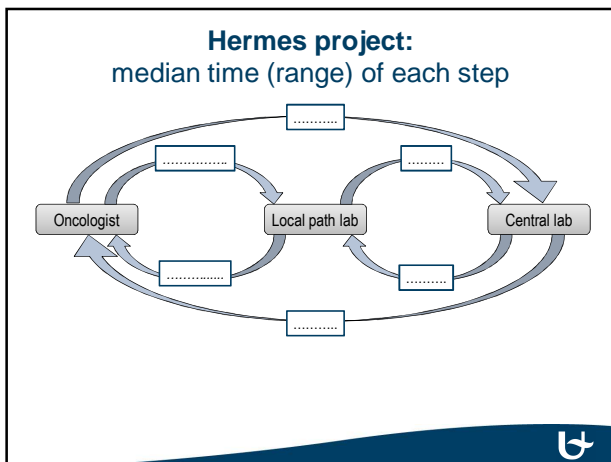 Hermes project:
median time (range) of each step
………..
……………. ………
Oncologist Local path lab Central lab
………….. ……….
………..